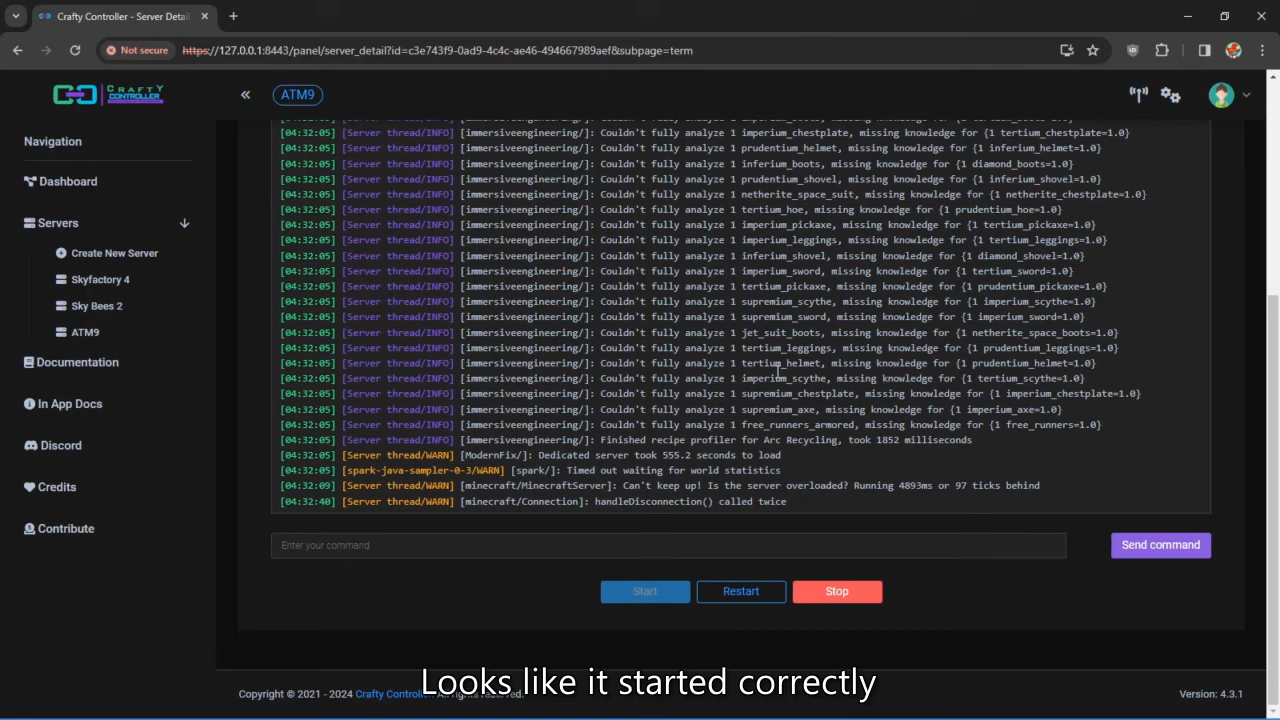 Crafty Controller - Server Detai
Not secure
https://127.0.0.1:8443/panel/server_detail?id=c3e743f9-0ad9-4c4c-ae46-494667989aef&subpage=term
CRAFTY
CONTROLLER
ATM9
Navigation
Dashboard
Servers
Create New Server
Skyfactory 4
Sky Bees 2
ATM9
Documentation
In App Docs
Discord
Credits
Contribute
[04:32:05] [Server thread/INFO] [immersiveengineering/]: Couldn't fully analyze 1 imperium_chestplate, missing knowledge for {1 tertium_chestplate=1.0}
[04:32:05] [Server thread/INFO] [immersiveengineering/]: Couldn't fully analyze 1 prudentium_helmet, missing knowledge for {1 inferium_helmet=1.0}
[04:32:05] [Server thread/INFO] [immersiveengineering/]: Couldn't fully analyze 1 inferium_boots, missing knowledge for {1 diamond_boots=1.0}
[04:32:05] [Server thread/INFO] [immersiveengineering/]: Couldn't fully analyze 1 prudentium_shovel, missing knowledge for {1 inferium_shovel=1.0}
[04:32:05] [Server thread/INFO] [immersiveengineering/]: Couldn't fully analyze 1 netherite_space_suit, missing knowledge for {1 netherite_chestplate=1.0}
[04:32:05] [Server thread/INFO] [immersiveengineering/]: Couldn't fully analyze 1 tertium_hoe, missing knowledge for {1 prudentium_hoe=1.0}
[04:32:05] [Server thread/INFO] [immersiveengineering/]: Couldn't fully analyze 1 imperium_pickaxe, missing knowledge for {1 tertium_pickaxe=1.0}
[04:32:05] [Server thread/INFO] [immersiveengineering/]: Couldn't fully analyze 1 imperium_leggings, missing knowledge for {1 tertium_leggings=1.0}
[04:32:05] [Server thread/INFO] [immersiveengineering/]: Couldn't fully analyze 1 inferium_shovel, missing knowledge for {1 diamond_shovel=1.0}
[04:32:05] [Server thread/INFO] [immersiveengineering/]: Couldn't fully analyze 1 imperium_sword, missing knowledge for {1 tertium_sword=1.0}
[04:32:05] [Server thread/INFO] [immersiveengineering/]: Couldn't fully analyze 1 tertium_pickaxe, missing knowledge for {1 prudentium_pickaxe=1.0}
[04:32:05] [Server thread/INFO] [immersiveengineering/]: Couldn't fully analyze 1 supremium_scythe, missing knowledge for {1 imperium_scythe=1.0}
[04:32:05] [Server thread/INFO] [immersiveengineering/]: Couldn't fully analyze 1 supremium_sword, missing knowledge for {1 imperium_sword=1.0}
[04:32:05] [Server thread/INFO] [immersiveengineering/]: Couldn't fully analyze 1 jet_suit_boots, missing knowledge for {1 netherite_space_boots=1.0}
[04:32:05] [Server thread/INFO] [immersiveengineering/]: Couldn't fully analyze 1 tertium_leggings, missing knowledge for {1 prudentium_leggings=1.0}
[04:32:05] [Server thread/INFO] [immersiveengineering/]: Couldn't fully analyze 1 tertium_helmet, missing knowledge for {1 prudentium_helmet=1.0}
[04:32:05] [Server thread/INFO] [immersiveengineering/]: Couldn't fully analyze 1 imperium_scythe, missing knowledge for {1 tertium_scythe=1.0}
[04:32:05] [Server thread/INFO] [immersiveengineering/]: Couldn't fully analyze 1 supremium_chestplate, missing knowledge for {1 imperium_chestplate=1.0}
[04:32:05] [Server thread/INFO] [immersiveengineering/]: Couldn't fully analyze 1 supremium_axe, missing knowledge for {1 imperium_axe=1.0}
[04:32:05] [Server thread/INFO] [immersiveengineering/]: Couldn't fully analyze 1 free_runners_armored, missing knowledge for {1 free_runners=1.0}
[04:32:05] [Server thread/INFO] [immersiveengineering/]: Finished recipe profiler for Arc Recycling, took 1852 milliseconds
[04:32:05] [Server thread/WARN] [ModernFix/]: Dedicated server took 555.2 seconds to load
[04:32:05] [spark-java-sampler-0-3/WARN] [spark/]: Timed out waiting for world statistics
[04:32:09] [Server thread/WARN] [minecraft/MinecraftServer]: Can't keep up! Is the server overloaded? Running 4893ms or 97 ticks behind
[04:32:40] [Server thread/WARN] [minecraft/Connection]: handleDisconnection() called twice
Enter your command
Send command
Start
Restart
Stop
Looks like it started correctly
Copyright © 2021 - 2024 Crafty Controller. All rights reserved.
Version: 4.3.1